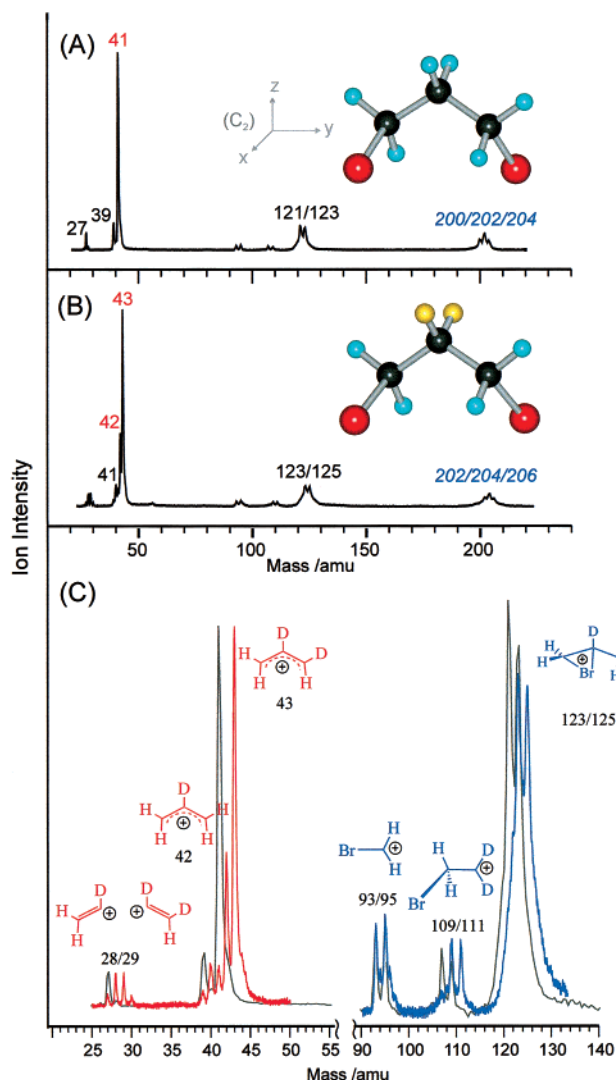 (A)
41
z
(C2)
y
x
27
39
121/123
200/202/204
(B)
43
42
41
123/125
202/204/206
50
100
150
200
Mass /amu
Ion Intensity
(C)
D
H
D
H
H
⊕
43
D
H
H
H
H
⊕
42
D
H
H
⊕
D
⊕
D
H
28/29
25
30
35
40
45
50
55
Br
H
⊕
H
93/95
H
H
D
⊕
D
Br
109/111
H
H
⊕
Br
D
H
123/125
90
100
110
120
130
140
Mass /amu